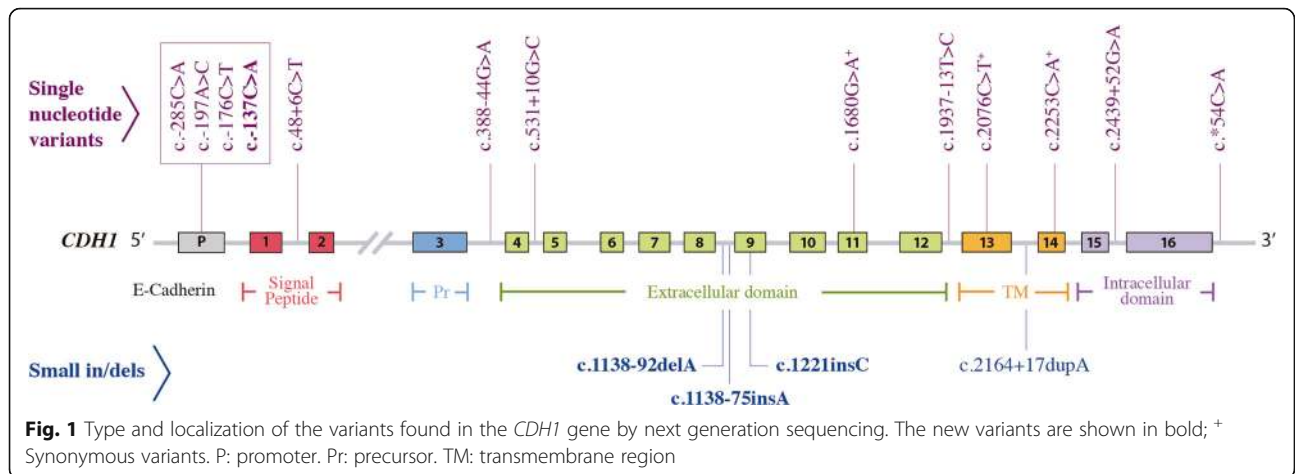 Single
nucleotide
variants
c.-285C>A
c.-197A>C
c.-176C>T
c.-137C>A
c.48+6C>T
c.388-44G>A
c.531+10G>C
c.1680G>A⁺
c.1937-13T>C
c.2076C>T⁺
c.2253C>A⁺
c.2439+52G>A
c.*54C>A
CDH1 5′ P 1 2 3 4 5 6 7 8 9 10 11 12 13 14 15 16 3′
E-Cadherin Signal Peptide Pr Extracellular domain TM Intracellular domain
Small in/dels
c.1138-92delA c.1221insC c.2164+17dupA
c.1138-75insA
Fig. 1 Type and localization of the variants found in the CDH1 gene by next generation sequencing. The new variants are shown in bold; ⁺
Synonymous variants. P: promoter. Pr: precursor. TM: transmembrane region